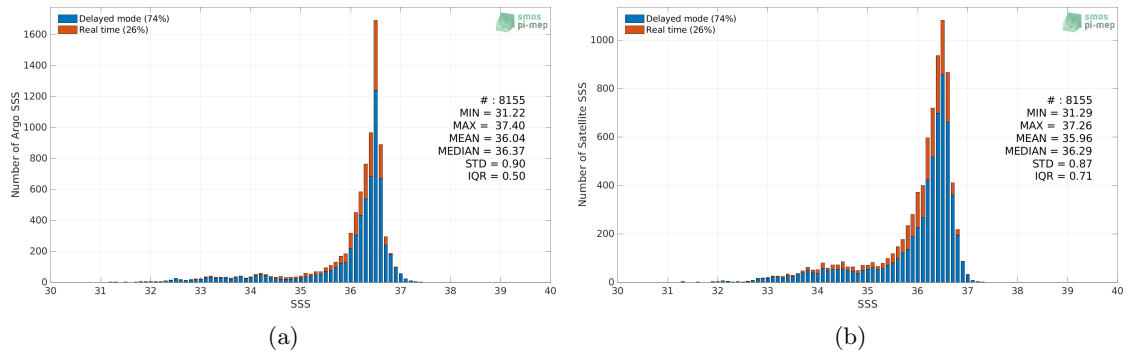 Delayed mode (74%)
Real time (26%)
smos
pi-mep
1600
1400
1200
1000
800
600
400
200
0
Number of Argo SSS
# : 8155
MIN = 31.22
MAX = 37.40
MEAN = 36.04
MEDIAN = 36.37
STD = 0.90
IQR = 0.50
30 31 32 33 34 35 36 37 38 39 40
SSS
(a)
Delayed mode (74%)
Real time (26%)
smos
pi-mep
1000
800
600
400
200
0
Number of Satellite SSS
# : 8155
MIN = 31.29
MAX = 37.26
MEAN = 35.96
MEDIAN = 36.29
STD = 0.87
IQR = 0.71
30 31 32 33 34 35 36 37 38 39 40
SSS
(b)